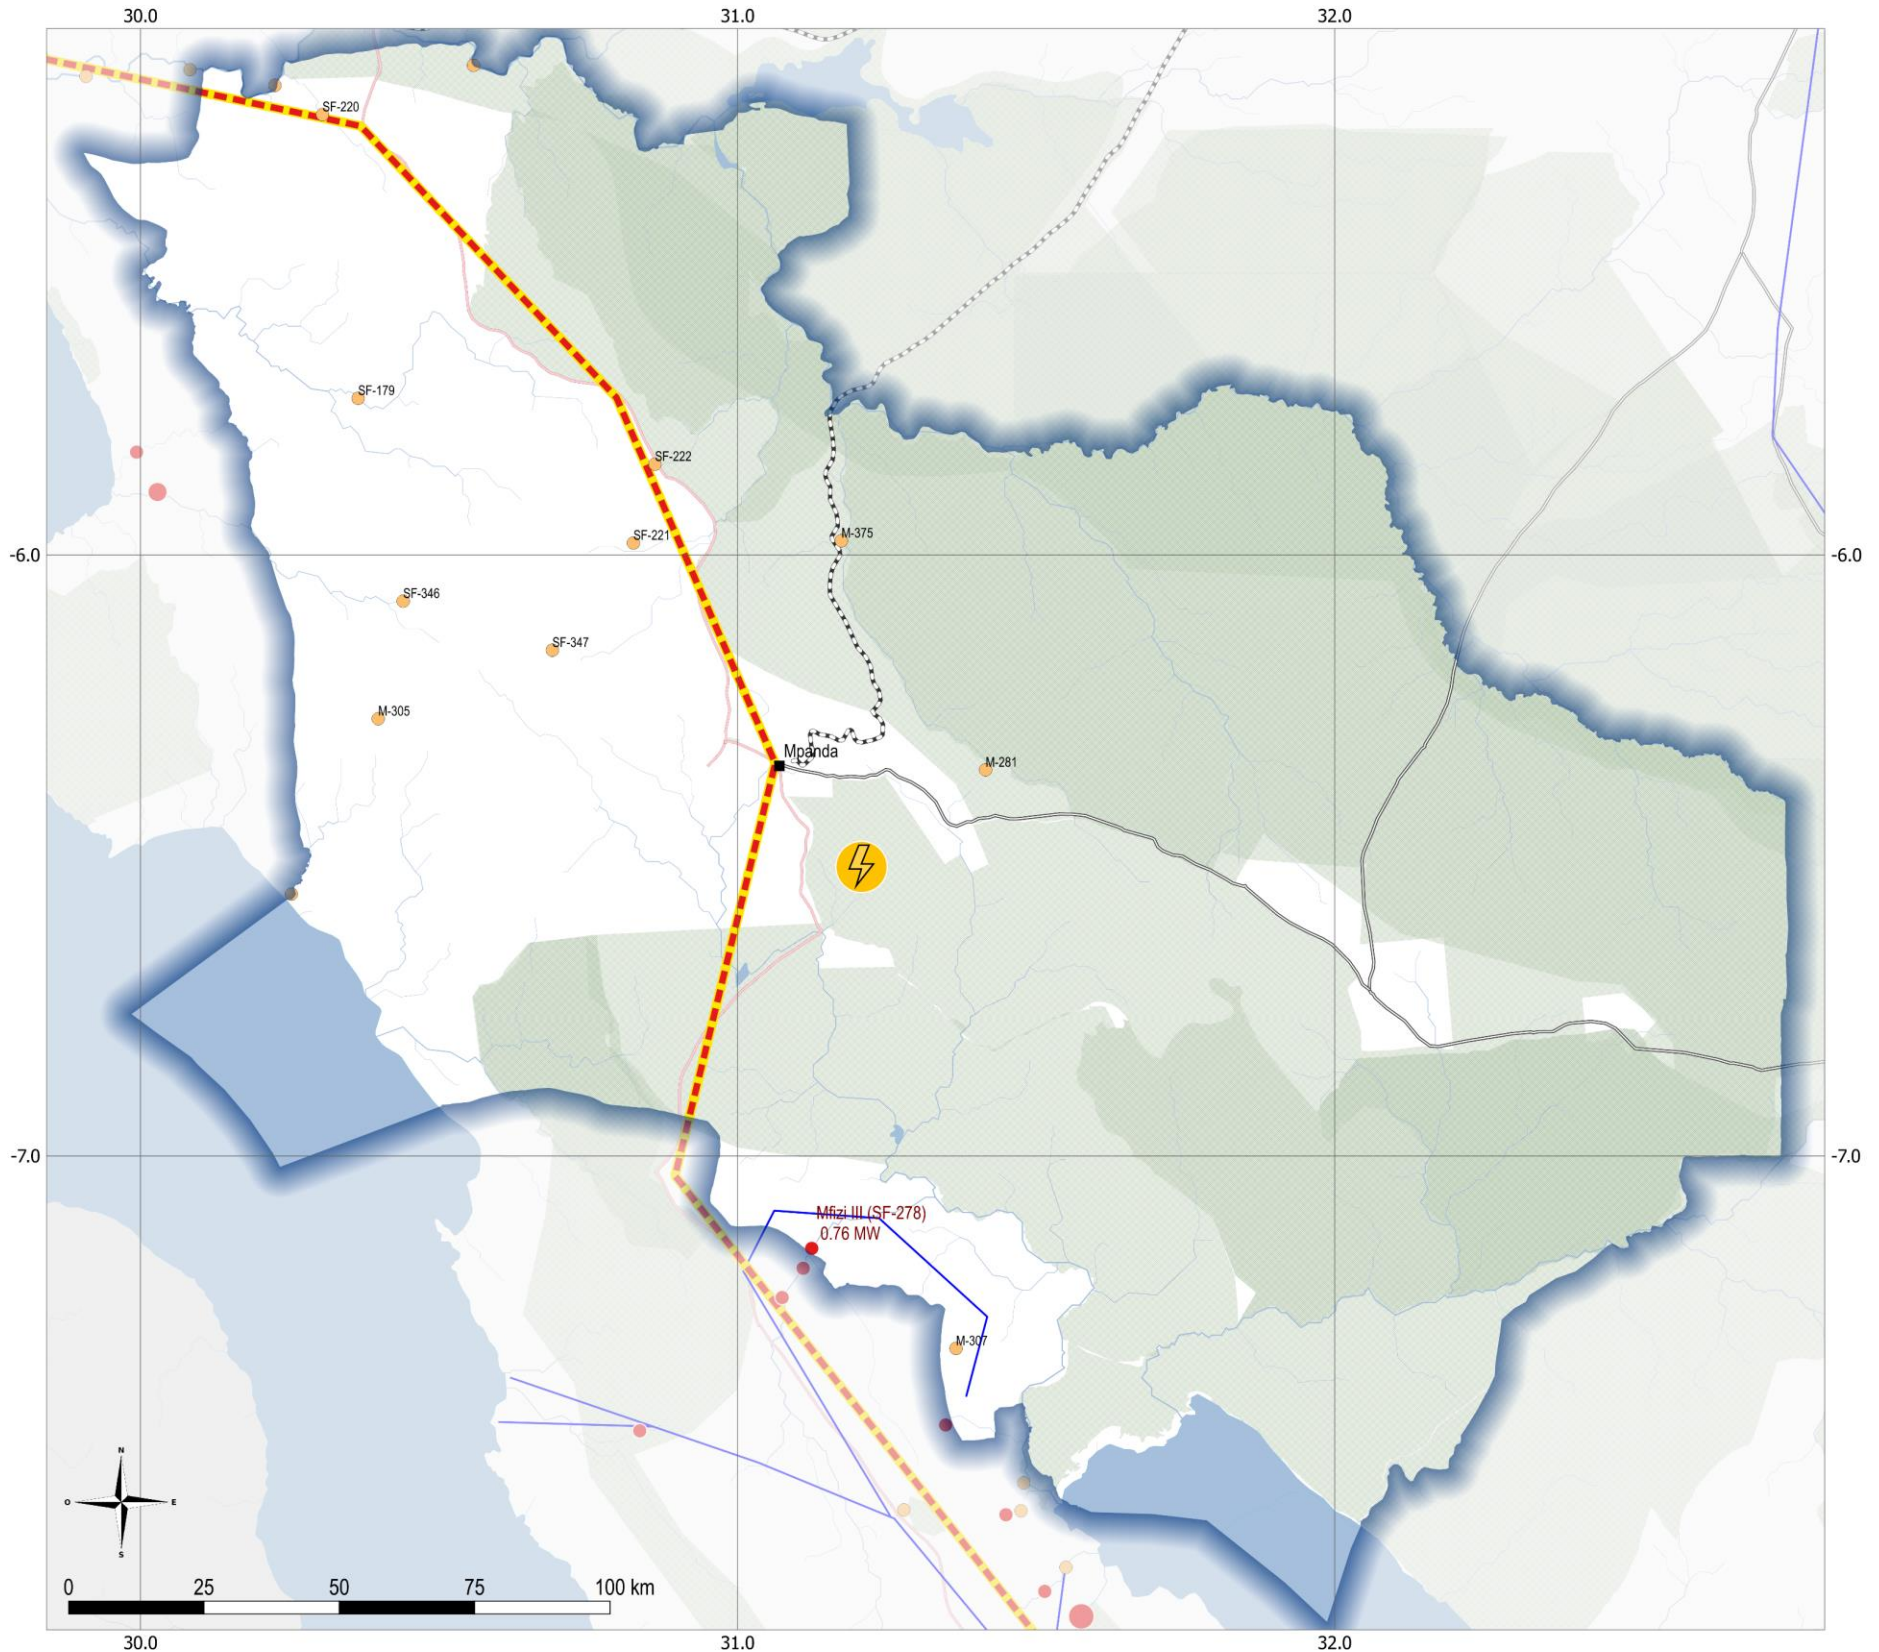 30.0
31.0
32.0
SF-220
SF-179
SF-222
SF-221
M-375
-6.0
-6.0
SF-346
SF-347
M-305
Mpanda
M-281
-7.0
-7.0
Mfizi III (SF-278)
0.76 MW
M-307
N
O
E
S
0
25
50
75
100 km
30.0
31.0
32.0